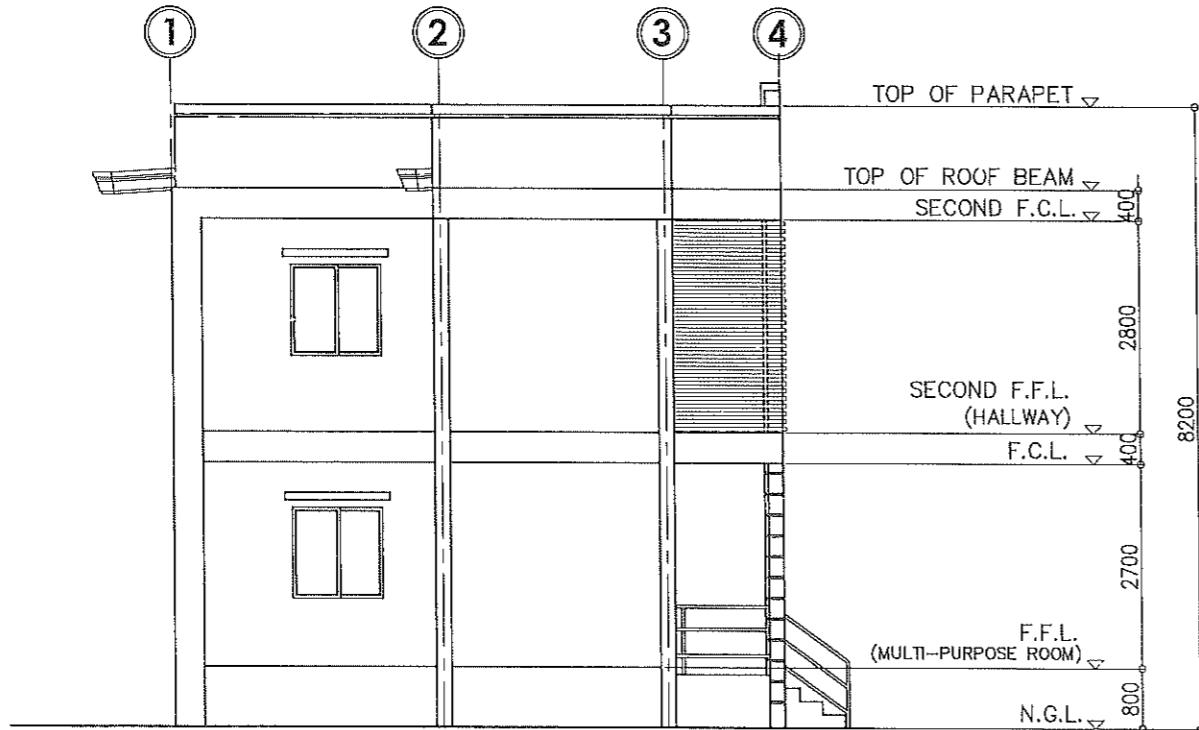 1 2 3 4
TOP OF PARAPET
TOP OF ROOF BEAM
400
SECOND F.C.L.
2800
SECOND F.F.L.
(HALLWAY)
8200
F.C.L.
400
2700
F.F.L.
(MULTI-PURPOSE ROOM)
800
N.G.L.